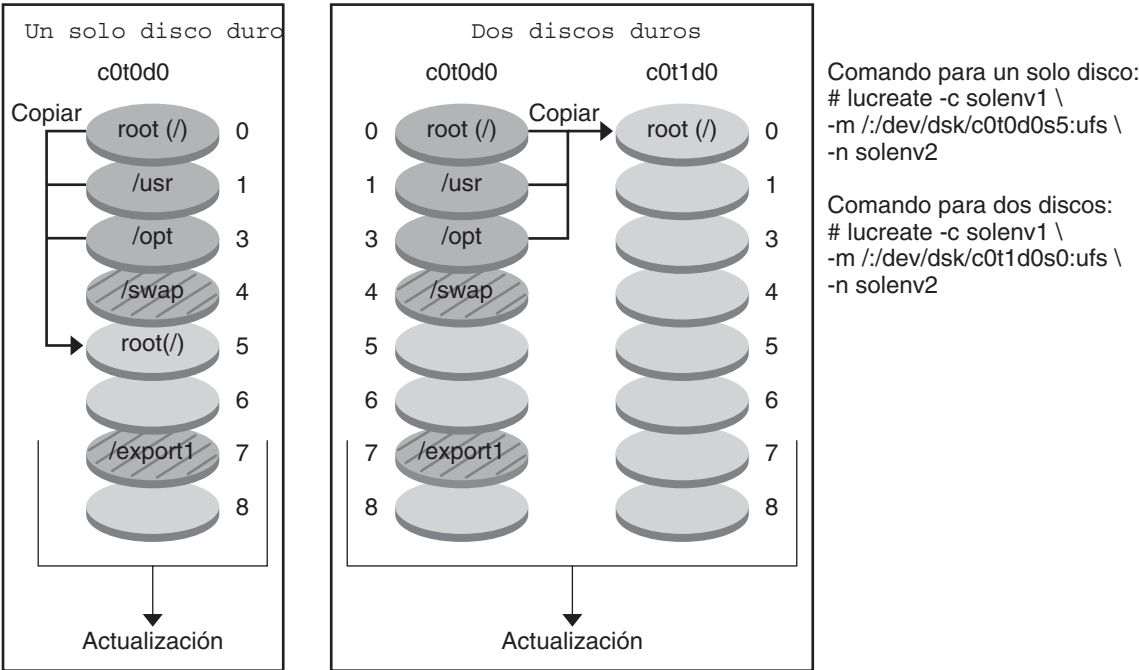 Un solo disco duro
c0t0d0
Copiar
root (/) 0
/usr 1
/opt 3
/swap 4
root(/) 5
6
/export1 7
8
Actualización
Dos discos duros
c0t0d0 c0t1d0
Copiar
0 root (/) root (/) 0
1 /usr 1
3 /opt 3
4 /swap 4
5 5
6 6
7 /export1 7
8 8
Actualización
Comando para un solo disco:
# lucreate -c solenv1 \
-m /:/dev/dsk/c0t0d0s5:ufs \
-n solenv2
Comando para dos discos:
# lucreate -c solenv1 \
-m /:/dev/dsk/c0t1d0s0:ufs \
-n solenv2